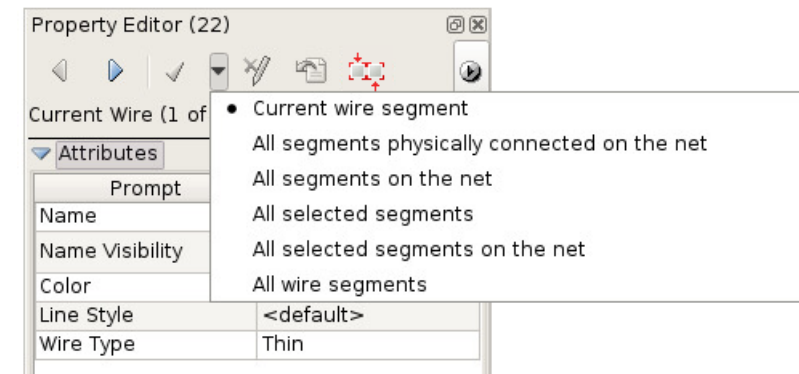 Property Editor (22)
Current Wire (1 of
Current wire segment
All segments physically connected on the net
All segments on the net
All selected segments
All selected segments on the net
All wire segments
Attributes
Prompt
Name
Name Visibility
Color
Line Style <default>
Wire Type Thin